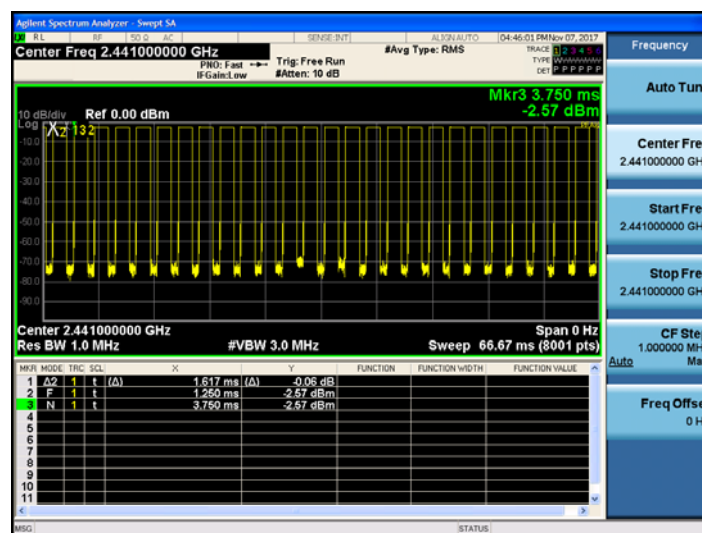 Agilent Spectrum Analyzer - Swept SA
RL RF 50 Ω AC SENSE:INT ALIGNAUTO 04:46:01 PMNov 07, 2017
Center Freq 2.441000000 GHz
PNO: Fast
IFGain:Low
Trig: Free Run
#Atten: 10 dB
#Avg Type: RMS
TRACE 1 2 3 4 5 6
TYPE
DET P P P P P P
Mkr3 3.750 ms
-2.57 dBm
10 dB/div Ref 0.00 dBm
Log
X2 1 3 2
-10.0
-20.0
-30.0
-40.0
-50.0
-60.0
-70.0
-80.0
-90.0
Center 2.441000000 GHz Span 0 Hz
Res BW 1.0 MHz #VBW 3.0 MHz Sweep 66.67 ms (8001 pts)
MKR MODE TRC SCL X Y FUNCTION FUNCTION WIDTH FUNCTION VALUE
1 Δ2 1 t (Δ) 1.617 ms (Δ) -0.06 dB
2 F 1 t 1.250 ms -2.57 dBm
3 N 1 t 3.750 ms -2.57 dBm
4
5
6
7
8
9
10
11
MSG STATUS
Frequency
Auto Tun
Center Fre
2.441000000 GH
Start Fre
2.441000000 GH
Stop Fre
2.441000000 GH
CF Ste
1.000000 MH
Auto Ma
Freq Offse
0 H